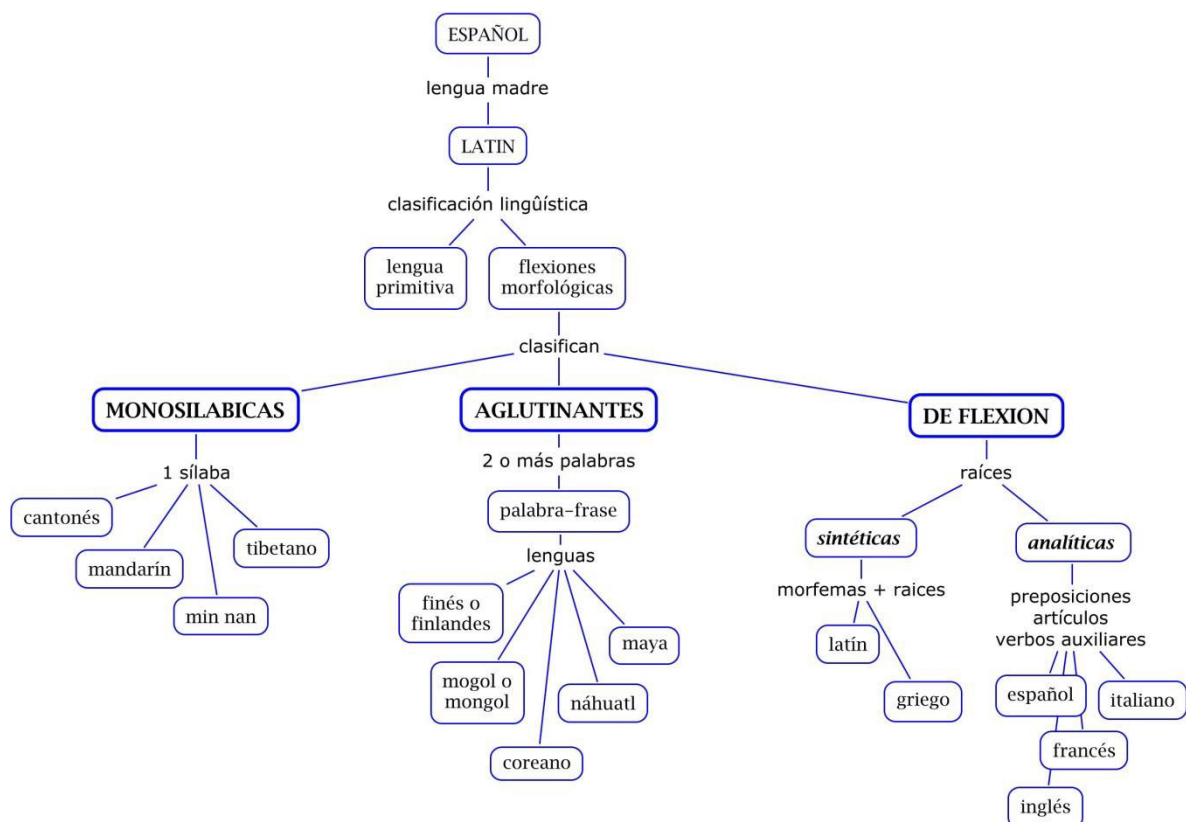 ESPAÑOL
lengua madre
LATIN
clasificación lingûística
lengua
primitiva
flexiones
morfológicas
clasifican
MONOSILABICAS
1 sílaba
cantonés
mandarín
min nan
tibetano
AGLUTINANTES
2 o más palabras
palabra-frase
lenguas
finés o
finlandes
mogol o
mongol
coreano
náhuatl
maya
DE FLEXION
raíces
sintéticas
morfemas + raices
latín
griego
analíticas
preposiciones
artículos
verbos auxiliares
español
inglés
francés
italiano